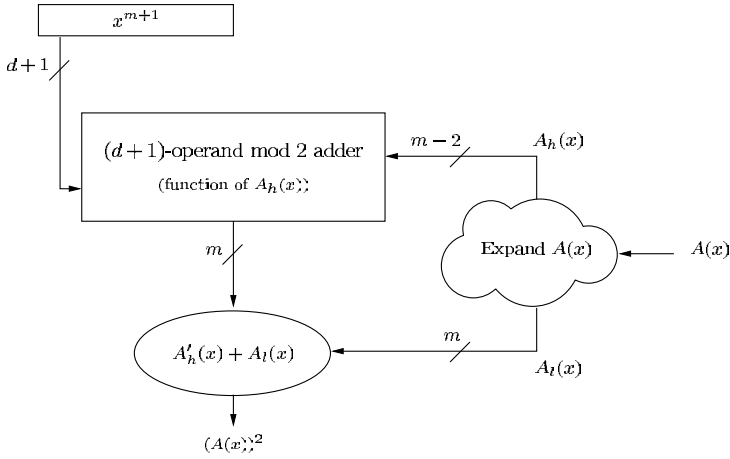 x^{m+1}
d+1
(d+1)-operand mod 2 adder
(function of A_h(x))
m−2
A_h(x)
Expand A(x)
A(x)
m
A'_h(x) + A_l(x)
m
A_l(x)
(A(x))^2